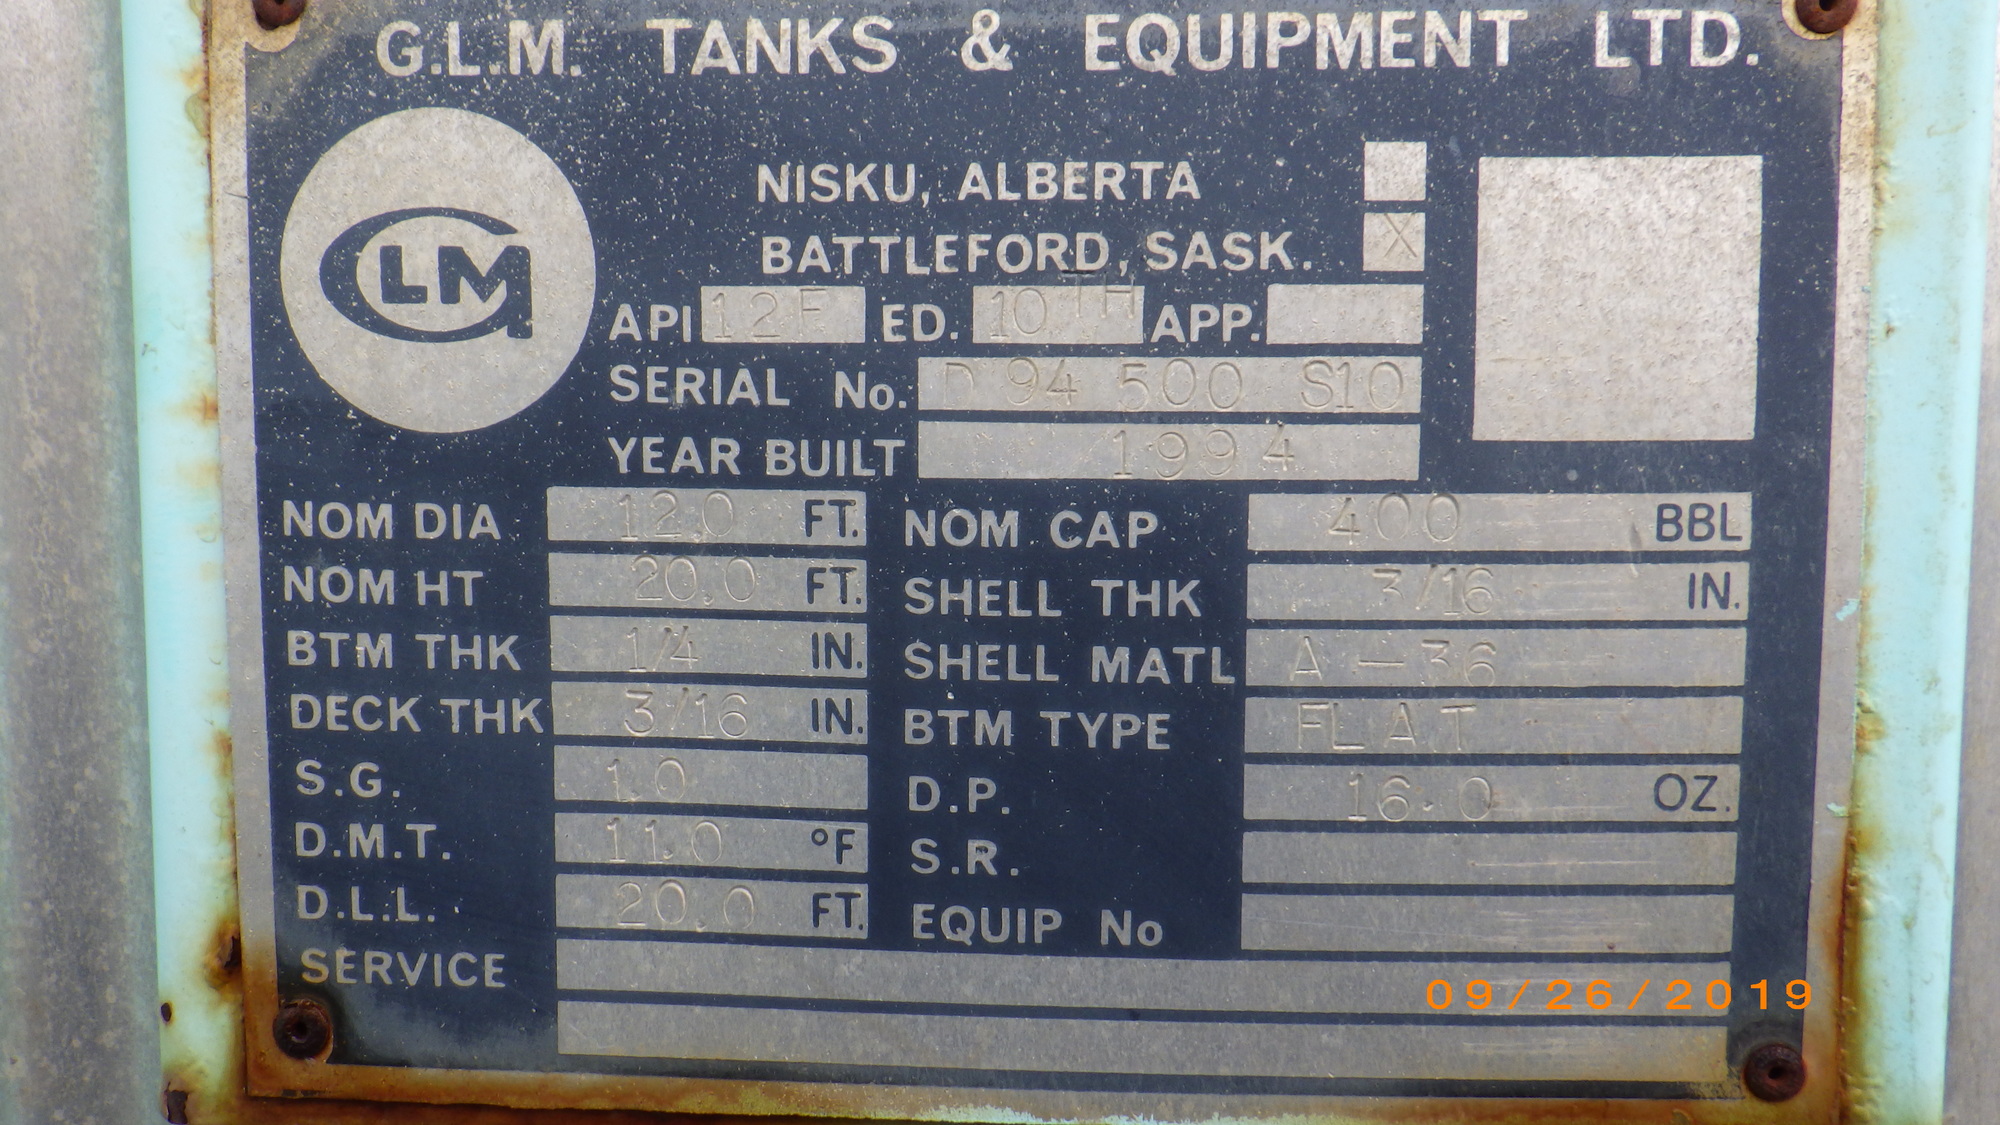 G.L.M. TANKS & EQUIPMENT LTD.
GLM
NISKU, ALBERTA
BATTLEFORD, SASK. X
API 12F ED. 10TH APP.
SERIAL No. D 94 500 S10
YEAR BUILT 1994
NOM DIA 12.0 FT. NOM CAP 400 BBL
NOM HT 20.0 FT. SHELL THK 3/16 IN.
BTM THK 1/4 IN. SHELL MATL A-36
DECK THK 3/16 IN. BTM TYPE FLAT
S.G. 1.0 D.P. 16.0 OZ.
D.M.T. 11.0 °F S.R.
D.L.L. 20.0 FT. EQUIP No
SERVICE
09/26/2019